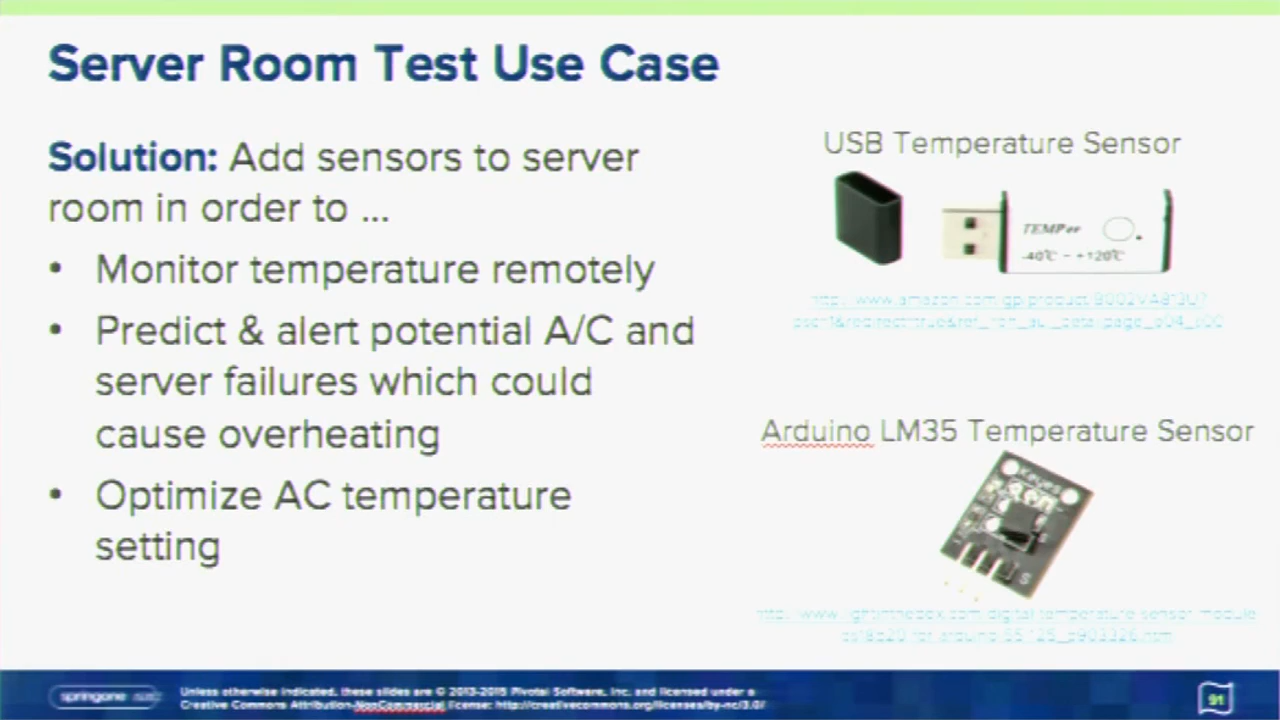 Server Room Test Use Case
Solution: Add sensors to server
room in order to ...
• Monitor temperature remotely
• Predict & alert potential A/C and
server failures which could
cause overheating
• Optimize AC temperature
setting
USB Temperature Sensor
TEMPer
-40℃ ~ +120℃
Arduino LM35 Temperature Sensor
Keyes
S
springone
Unless otherwise indicated, these slides are © 2013-2015 Pivotal Software, Inc. and licensed under a
Creative Commons Attribution-NonCommercial license: http://creativecommons.org/licenses/by-nc/3.0/
91